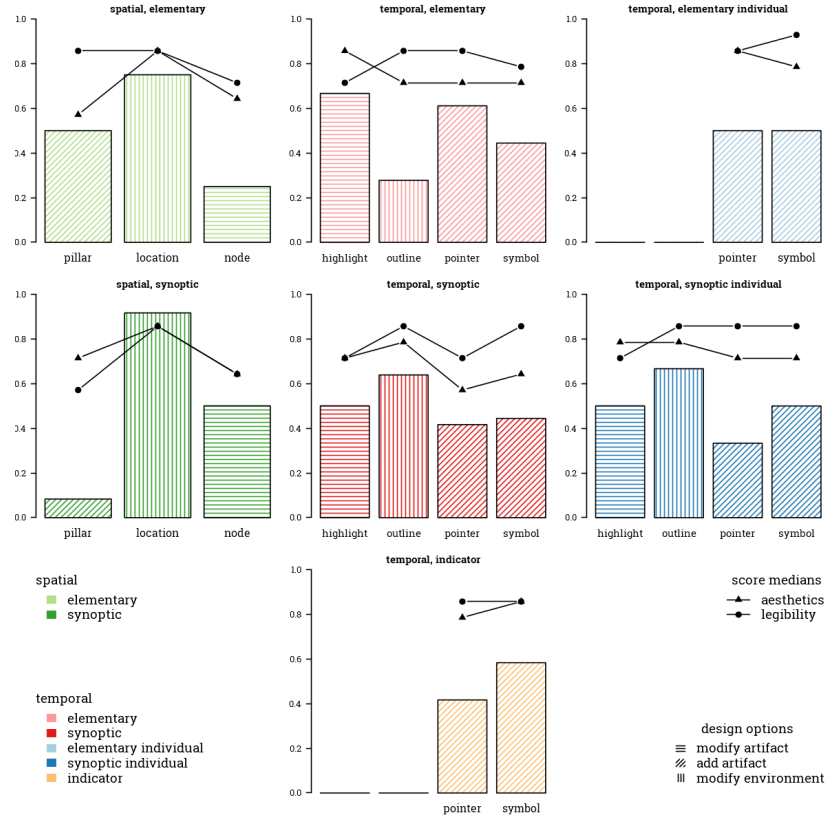 spatial, elementary
1.0
0.8
0.6
0.4
0.2
0.0
pillar location node
temporal, elementary
1.0
0.8
0.6
0.4
0.2
0.0
highlight outline pointer symbol
temporal, elementary individual
1.0
0.8
0.6
0.4
0.2
0.0
pointer symbol
spatial, synoptic
1.0
0.8
0.6
0.4
0.2
0.0
pillar location node
temporal, synoptic
1.0
0.8
0.6
0.4
0.2
0.0
highlight outline pointer symbol
temporal, synoptic individual
1.0
0.8
0.6
0.4
0.2
0.0
highlight outline pointer symbol
spatial
elementary
synoptic
temporal
elementary
synoptic
elementary individual
synoptic individual
indicator
temporal, indicator
1.0
0.8
0.6
0.4
0.2
0.0
pointer symbol
score medians
aesthetics
legibility
design options
modify artifact
add artifact
modify environment